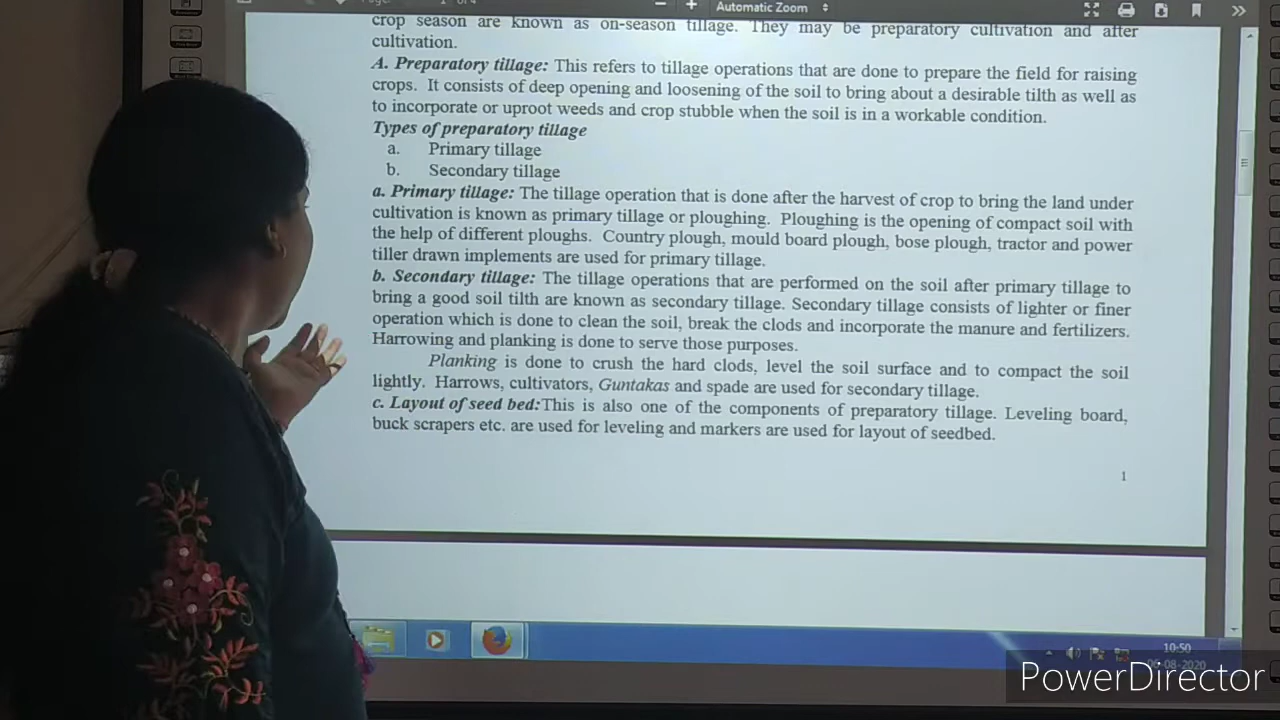 Automatic Zoom
crop season are known as on-season tillage. They may be preparatory cultivation and after
cultivation.
A. Preparatory tillage: This refers to tillage operations that are done to prepare the field for raising
crops. It consists of deep opening and loosening of the soil to bring about a desirable tilth as well as
to incorporate or uproot weeds and crop stubble when the soil is in a workable condition.
Types of preparatory tillage
a. Primary tillage
b. Secondary tillage
a. Primary tillage: The tillage operation that is done after the harvest of crop to bring the land under
cultivation is known as primary tillage or ploughing. Ploughing is the opening of compact soil with
the help of different ploughs. Country plough, mould board plough, bose plough, tractor and power
tiller drawn implements are used for primary tillage.
b. Secondary tillage: The tillage operations that are performed on the soil after primary tillage to
bring a good soil tilth are known as secondary tillage. Secondary tillage consists of lighter or finer
operation which is done to clean the soil, break the clods and incorporate the manure and fertilizers.
Harrowing and planking is done to serve those purposes.
Planking is done to crush the hard clods, level the soil surface and to compact the soil
lightly. Harrows, cultivators, Guntakas and spade are used for secondary tillage.
c. Layout of seed bed:This is also one of the components of preparatory tillage. Leveling board,
buck scrapers etc. are used for leveling and markers are used for layout of seedbed.
1
10:50
06-08-2020
PowerDirector